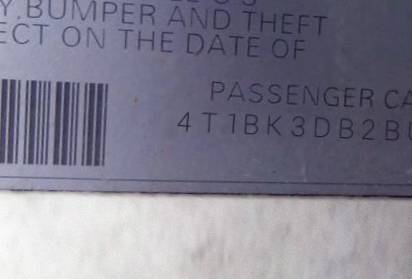 Y,BUMPER AND THEFT
ECT ON THE DATE OF
PASSENGER CA
4T1BK3DB2B